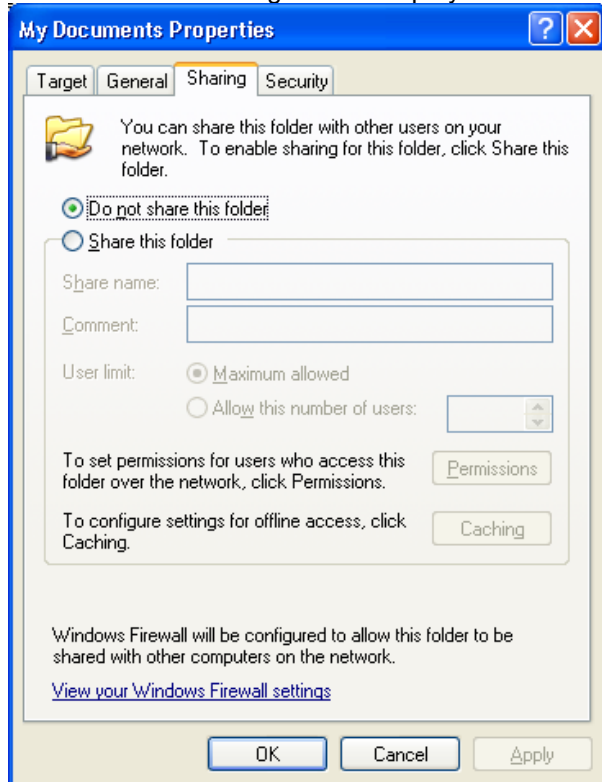 My Documents Properties
Target General Sharing Security
You can share this folder with other users on your
network. To enable sharing for this folder, click Share this
folder.
Do not share this folder
Share this folder
Share name:
Comment:
User limit: Maximum allowed
Allow this number of users:
To set permissions for users who access this
folder over the network, click Permissions.
Permissions
To configure settings for offline access, click
Caching.
Caching
Windows Firewall will be configured to allow this folder to be
shared with other computers on the network.
View your Windows Firewall settings
OK Cancel Apply